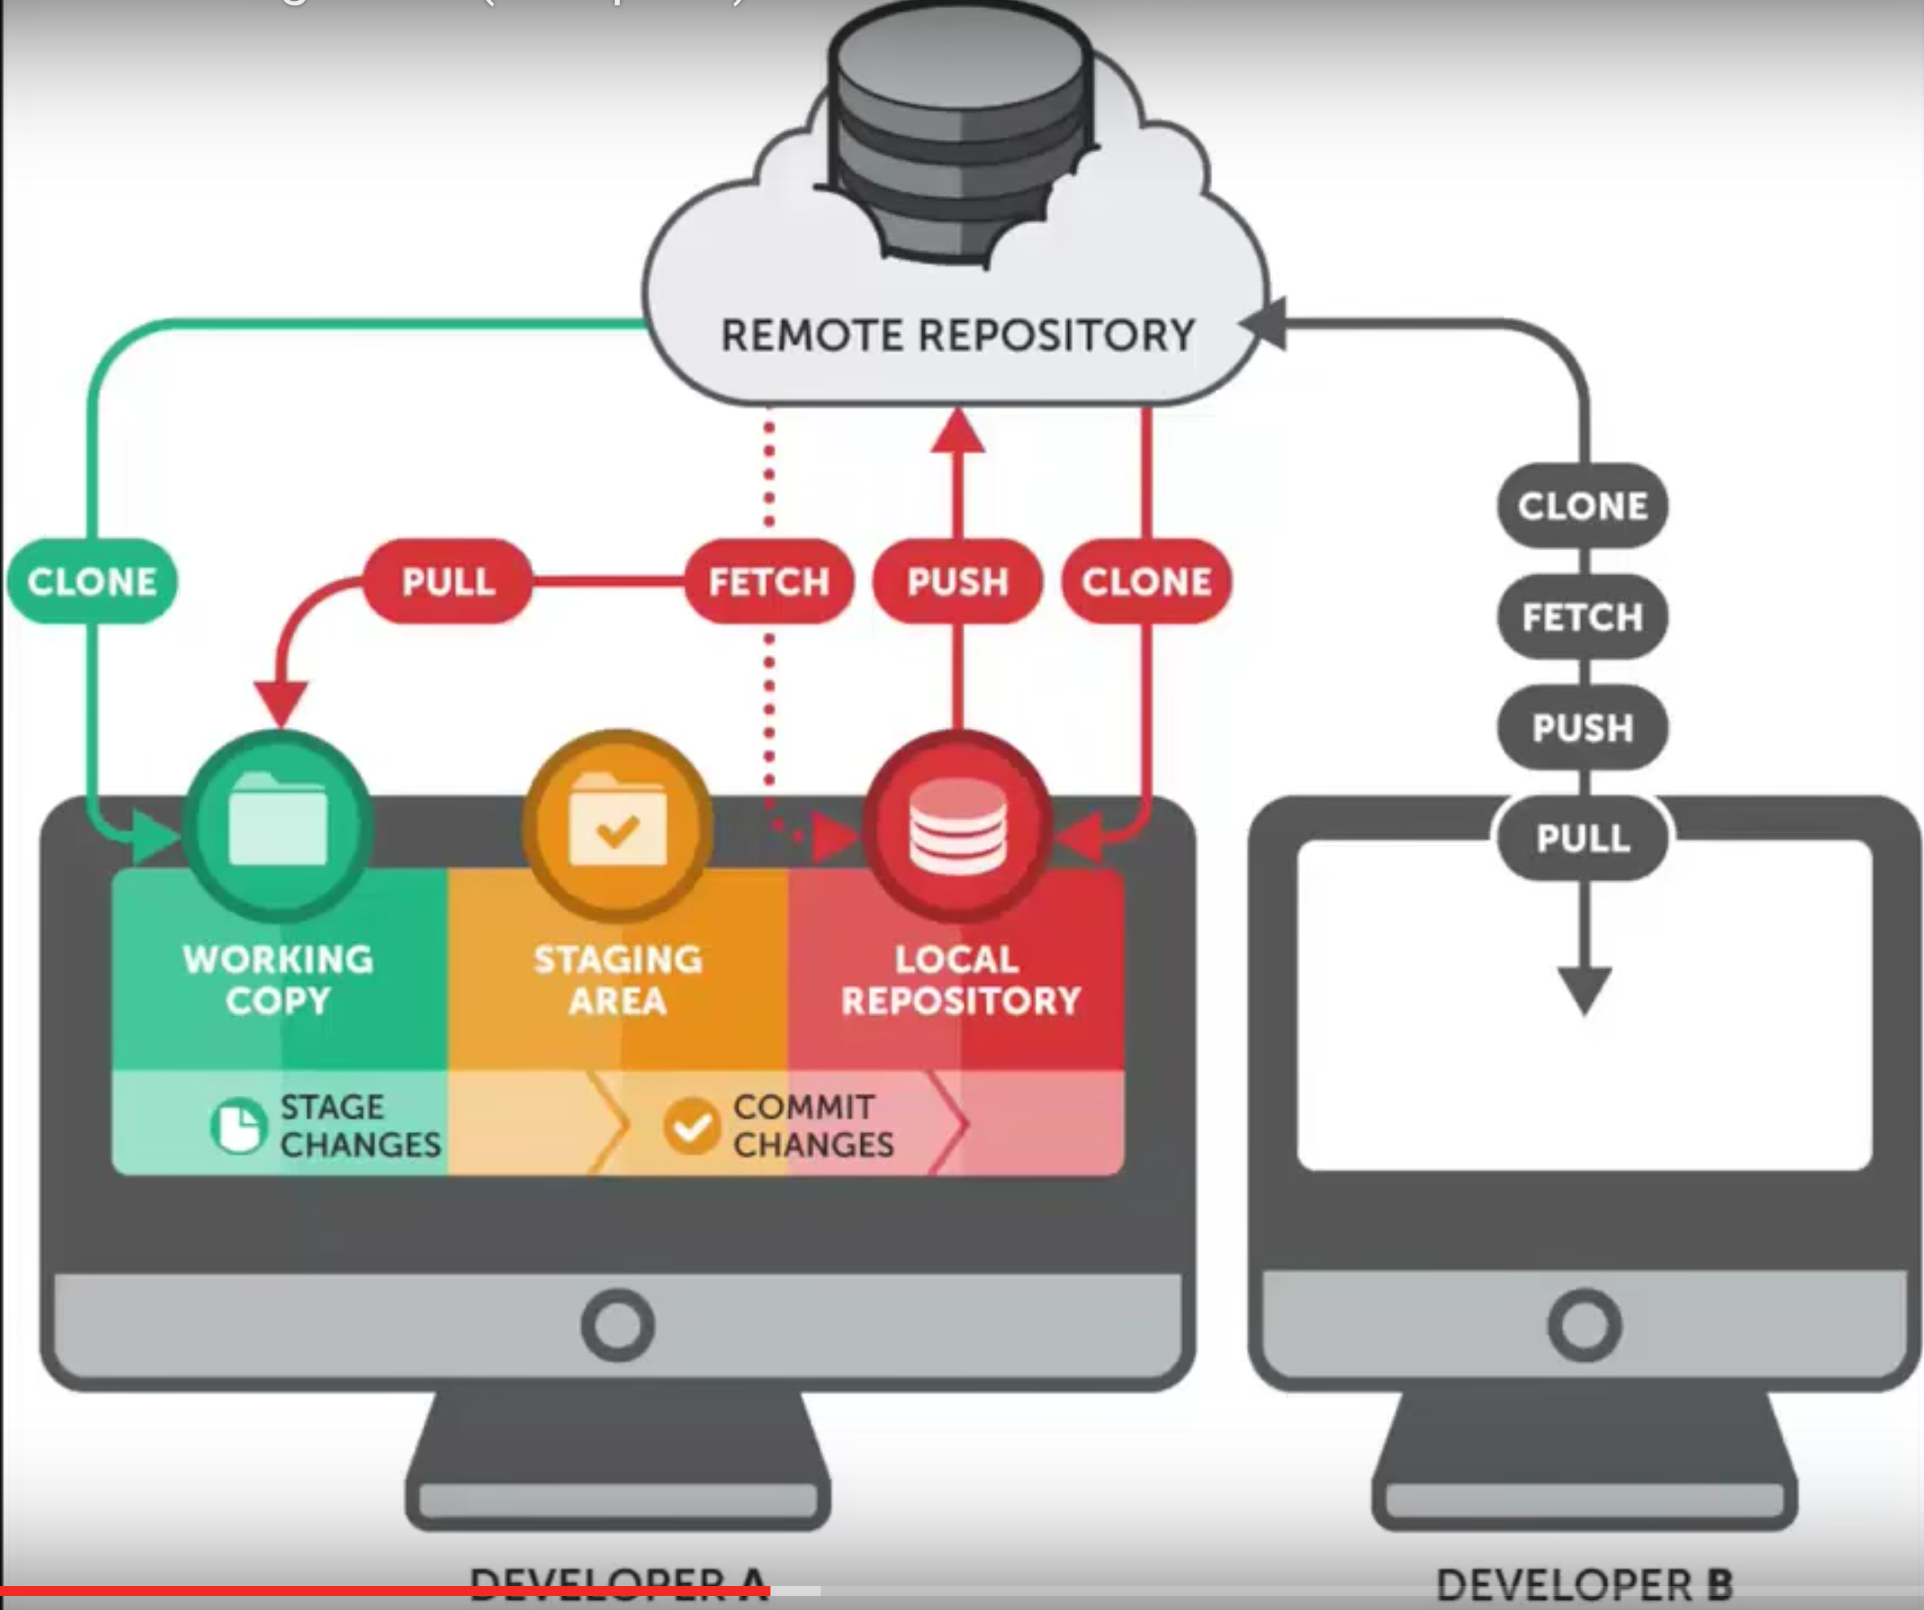 REMOTE REPOSITORY
CLONE
PULL
FETCH
PUSH
CLONE
CLONE
FETCH
PUSH
PULL
WORKING
COPY
STAGING
AREA
LOCAL
REPOSITORY
STAGE
CHANGES
COMMIT
CHANGES
DEVELOPER A
DEVELOPER B